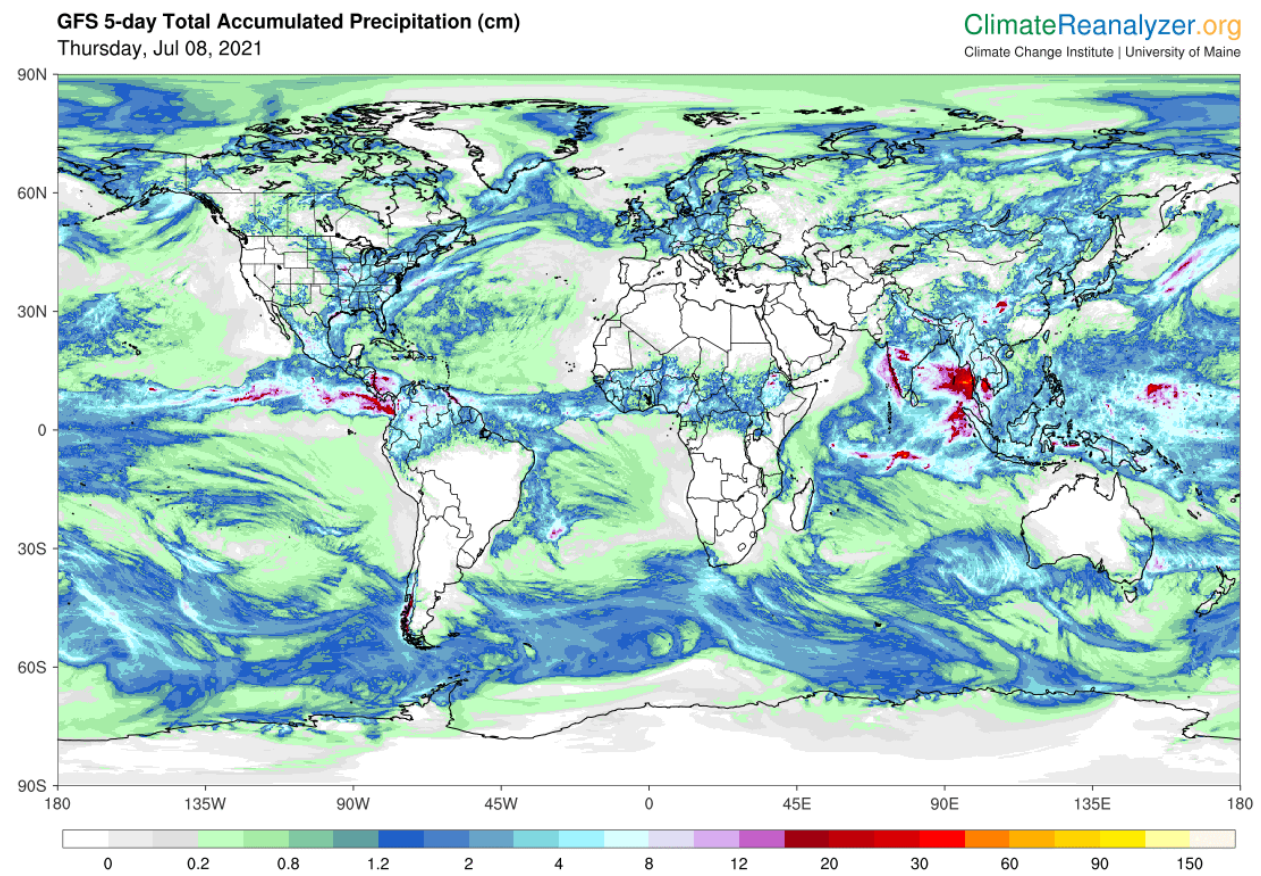 GFS 5-day Total Accumulated Precipitation (cm)
Thursday, Jul 08, 2021
ClimateReanalyzer.org
Climate Change Institute | University of Maine
90N
60N
30N
0
30S
60S
90S
180 135W 90W 45W 0 45E 90E 135E 180
0 0.2 0.8 1.2 2 4 8 12 20 30 60 90 150